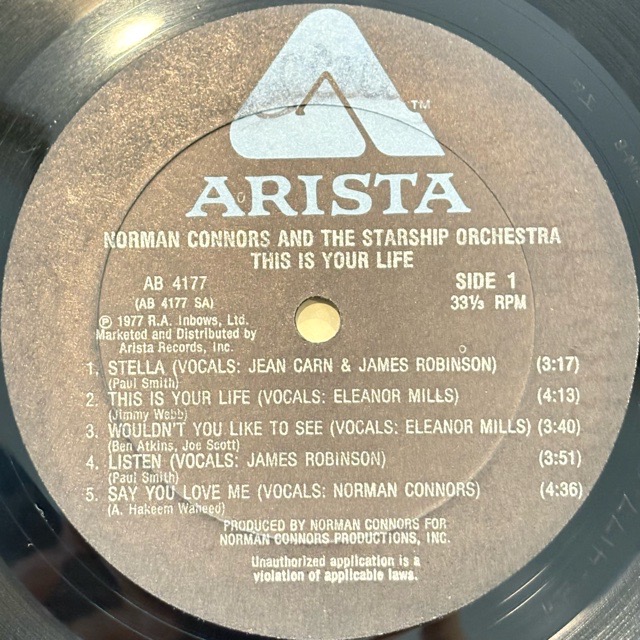 TM
ARISTA
NORMAN CONNORS AND THE STARSHIP ORCHESTRA
THIS IS YOUR LIFE
AB 4177
(AB 4177 SA)
SIDE 1
33⅓ RPM
℗ 1977 R.A. Inbows, Ltd.
Marketed and Distributed by
Arista Records, Inc.
1. STELLA (VOCALS: JEAN CARN & JAMES ROBINSON) (3:17)
(Paul Smith)
2. THIS IS YOUR LIFE (VOCALS: ELEANOR MILLS) (4:13)
(Jimmy Webb)
3. WOULDN'T YOU LIKE TO SEE (VOCALS: ELEANOR MILLS) (3:40)
(Ben Atkins, Joe Scott)
4. LISTEN (VOCALS: JAMES ROBINSON) (3:51)
(Paul Smith)
5. SAY YOU LOVE ME (VOCALS: NORMAN CONNORS) (4:36)
(A. Hakeem Waheed)
PRODUCED BY NORMAN CONNORS FOR
NORMAN CONNORS PRODUCTIONS, INC.
Unauthorized application is a
violation of applicable laws.